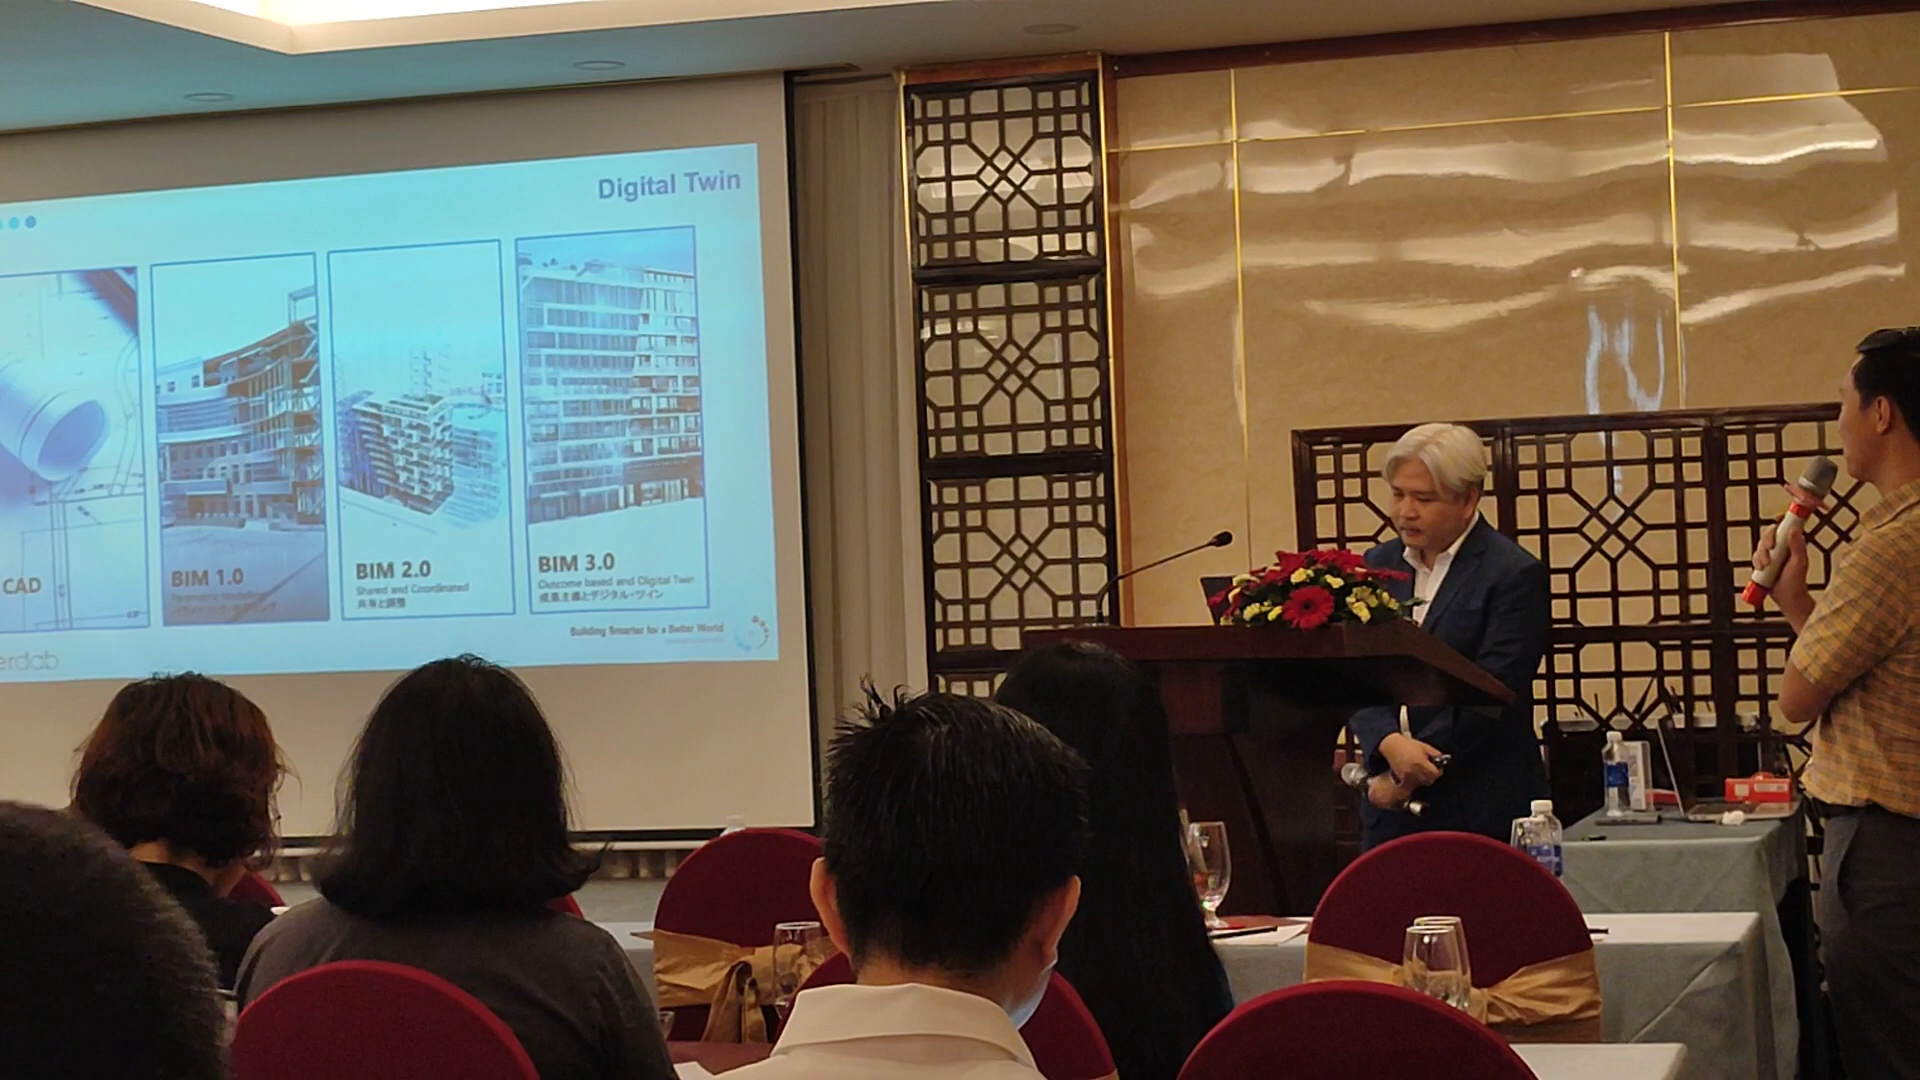 Digital Twin
CAD
BIM 1.0
BIM 2.0
Shared and Coordinated
共有と調整
BIM 3.0
Outcome based and Digital Twin
成果主義とデジタル・ツイン
Building Smarter for a Better World
erdab